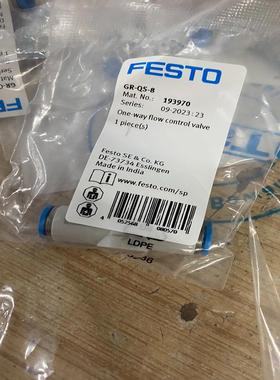 FESTO
GR-QS-8
Mat. No.: 193970
Series: 09-2023:23
One-way flow control valve
1 piece(s)
Festo SE & Co. KG
DE-73734 Esslingen
Made in India
www.festo.com/sp
LDPE